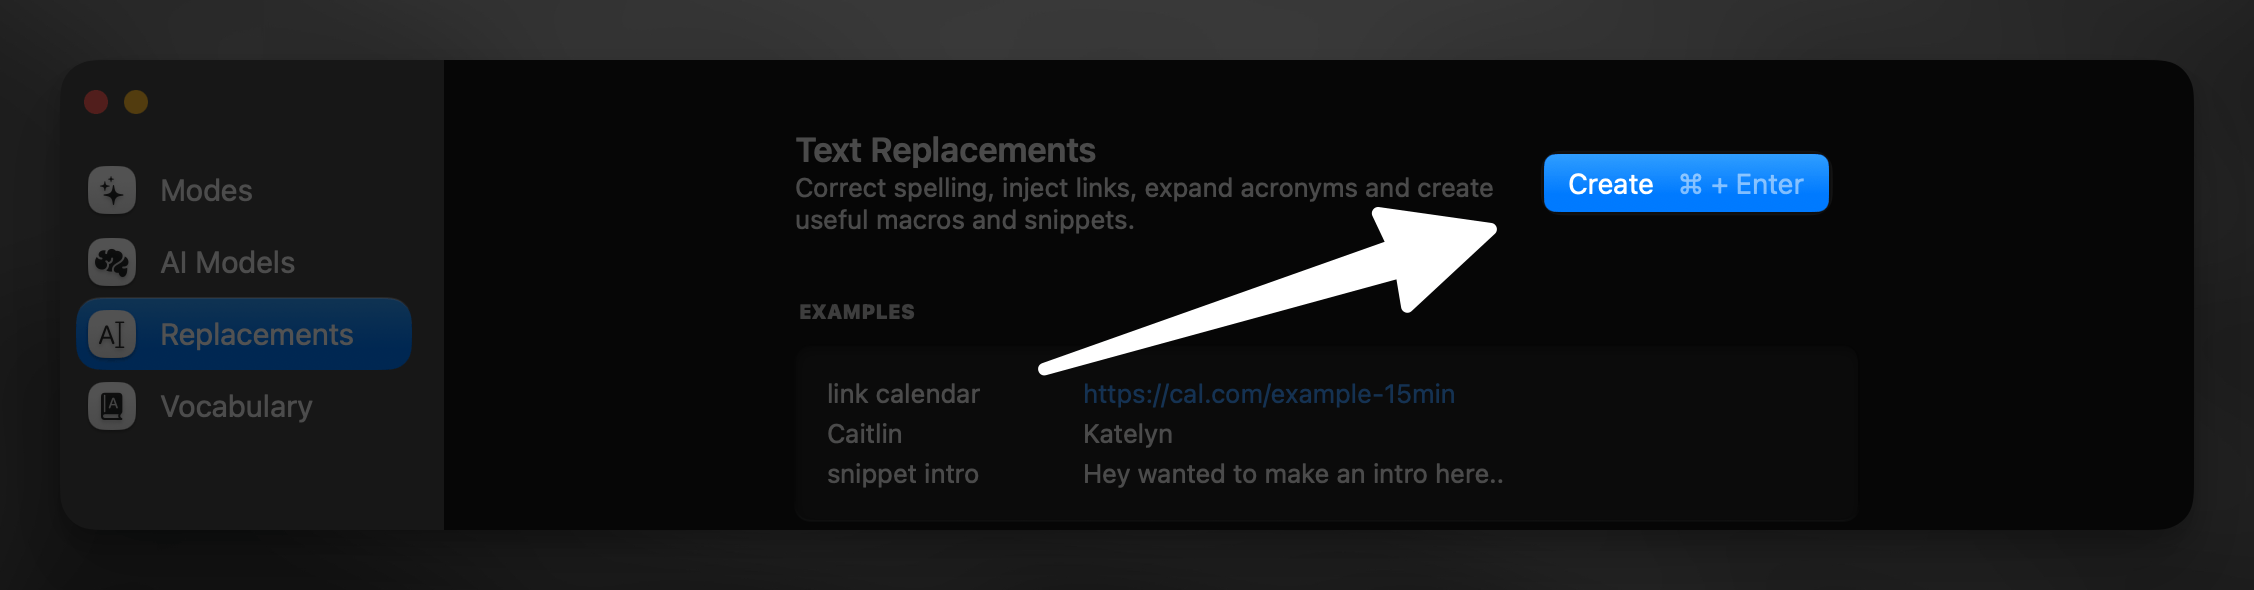 Modes
AI Models
Replacements
Vocabulary
Text Replacements
Correct spelling, inject links, expand acronyms and create
useful macros and snippets.
Create ⌘ + Enter
EXAMPLES
link calendar https://cal.com/example-15min
Caitlin Katelyn
snippet intro Hey wanted to make an intro here..